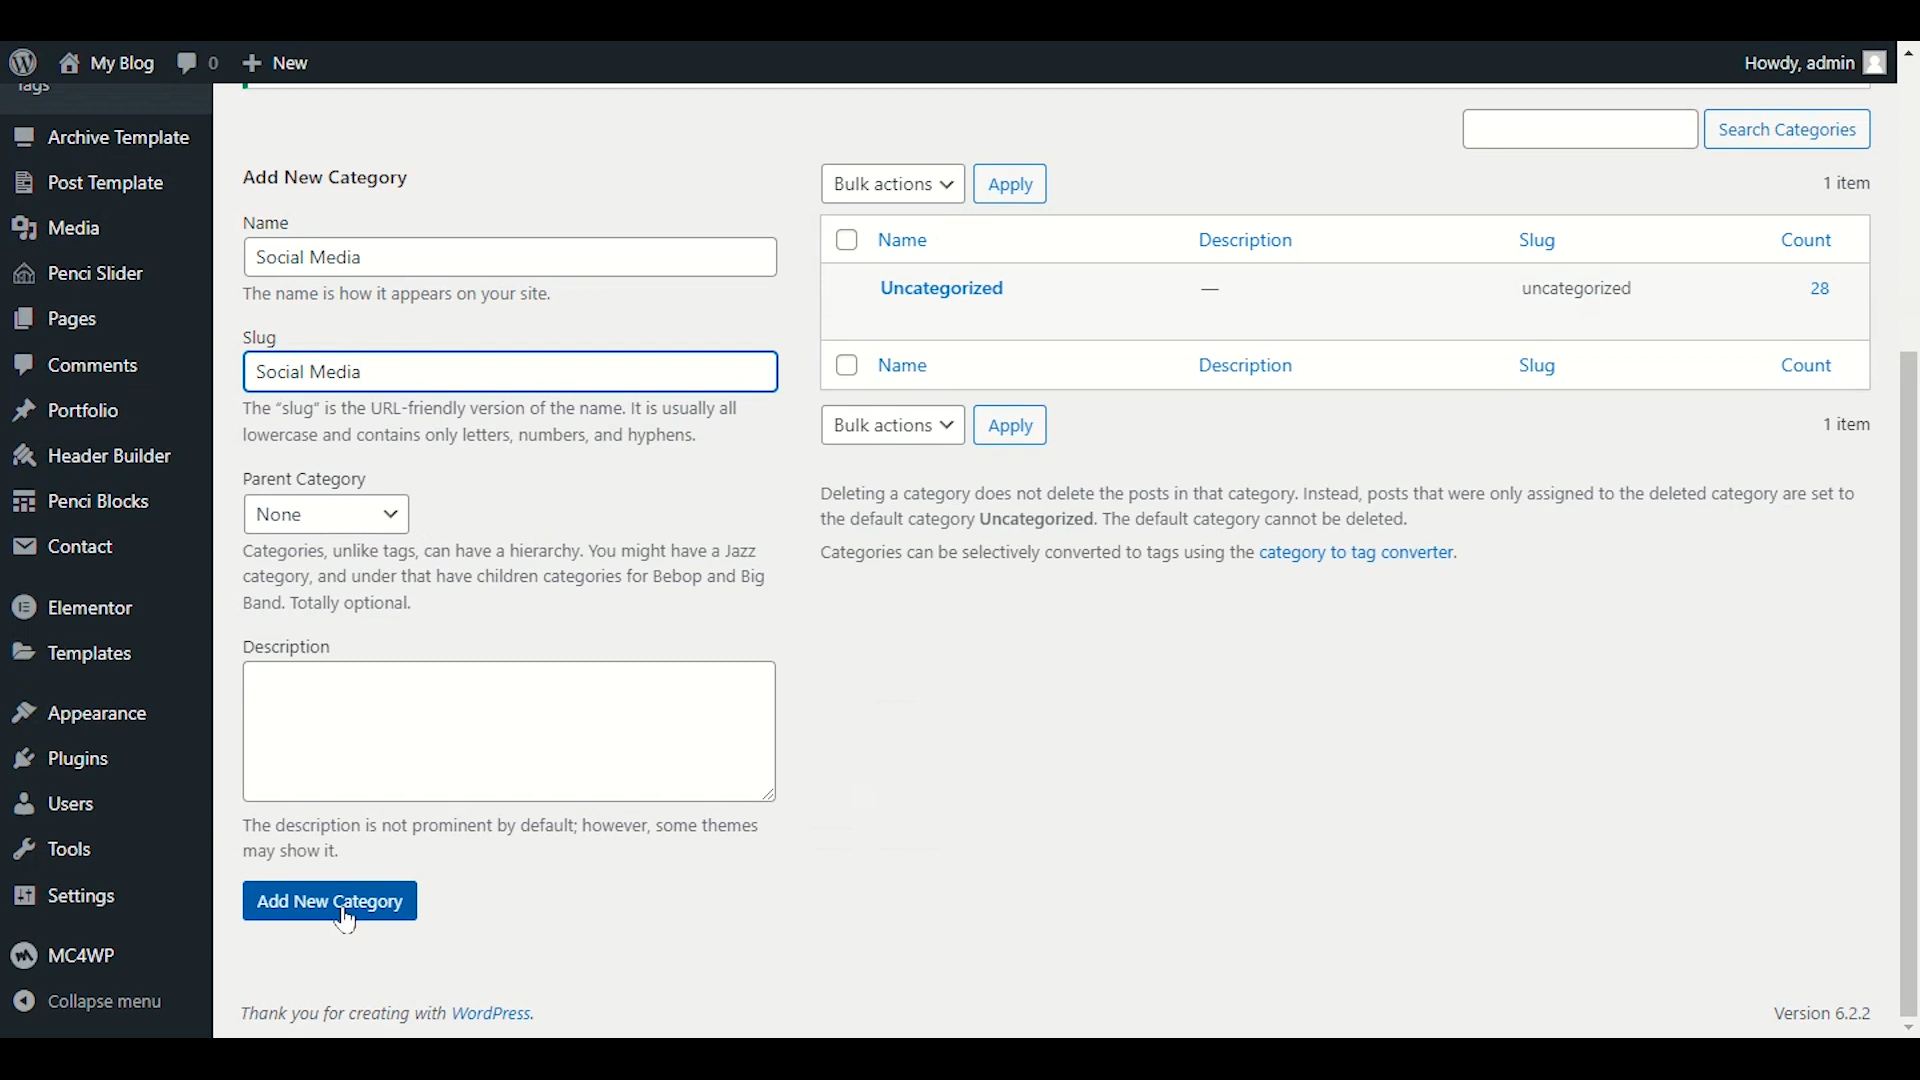 My Blog 0 New Howdy, admin
Tags
Archive Template
Post Template
Media
Penci Slider
Pages
Comments
Portfolio
Header Builder
Penci Blocks
Contact
Elementor
Templates
Appearance
Plugins
Users
Tools
Settings
MC4WP
Collapse menu
Search Categories
Add New Category
Name
Social Media
The name is how it appears on your site.
Slug
Social Media
The “slug” is the URL-friendly version of the name. It is usually all
lowercase and contains only letters, numbers, and hyphens.
Parent Category
None
Categories, unlike tags, can have a hierarchy. You might have a Jazz
category, and under that have children categories for Bebop and Big
Band. Totally optional.
Description
The description is not prominent by default; however, some themes
may show it.
Add New Category
Bulk actions Apply 1 item
Name Description Slug Count
Uncategorized — uncategorized 28
Name Description Slug Count
Bulk actions Apply 1 item
Deleting a category does not delete the posts in that category. Instead, posts that were only assigned to the deleted category are set to
the default category Uncategorized. The default category cannot be deleted.
Categories can be selectively converted to tags using the category to tag converter.
Thank you for creating with WordPress. Version 6.2.2